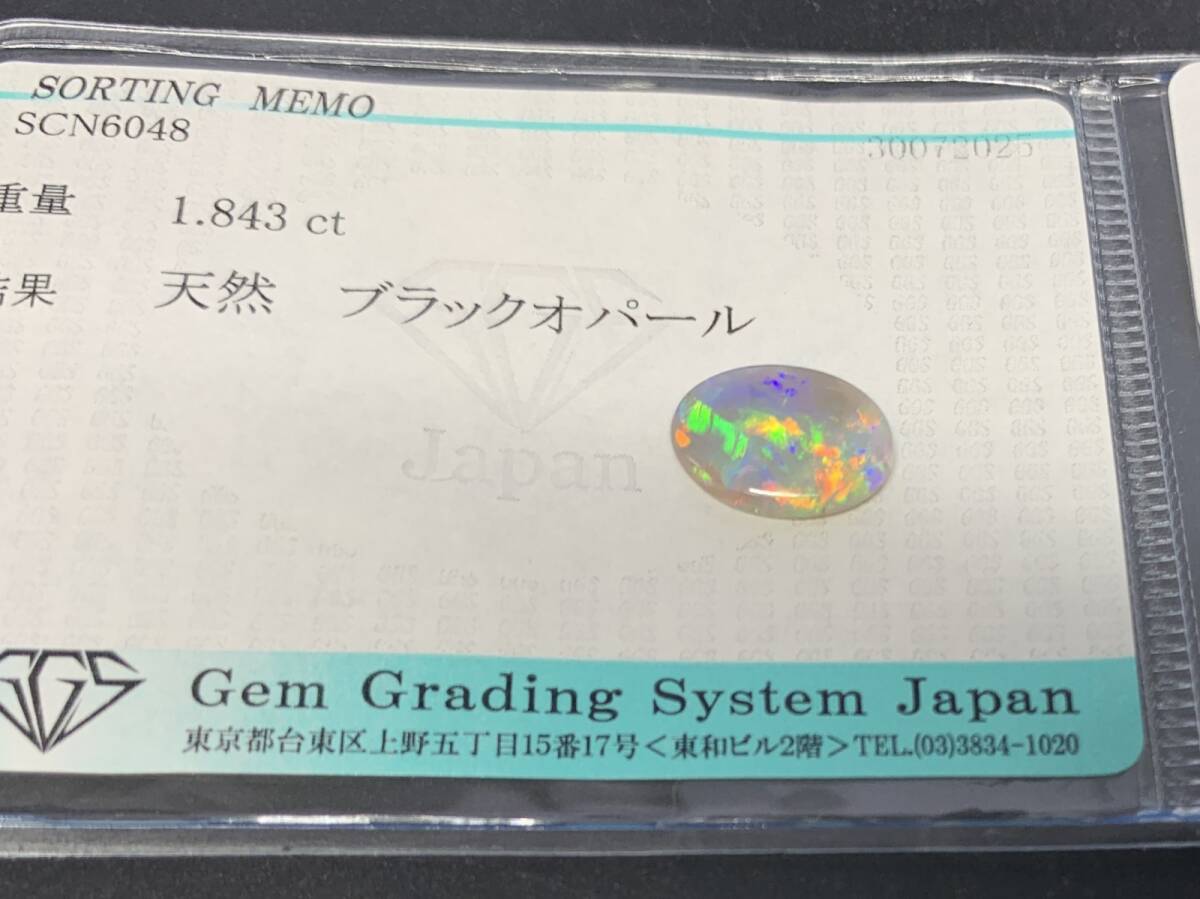 SORTING MEMO
SCN6048
30072025
重量 1.843 ct
結果 天然 ブラックオパール
Japan
GGS
Gem Grading System Japan
東京都台東区上野五丁目15番17号＜東和ビル2階＞TEL.(03)3834-1020